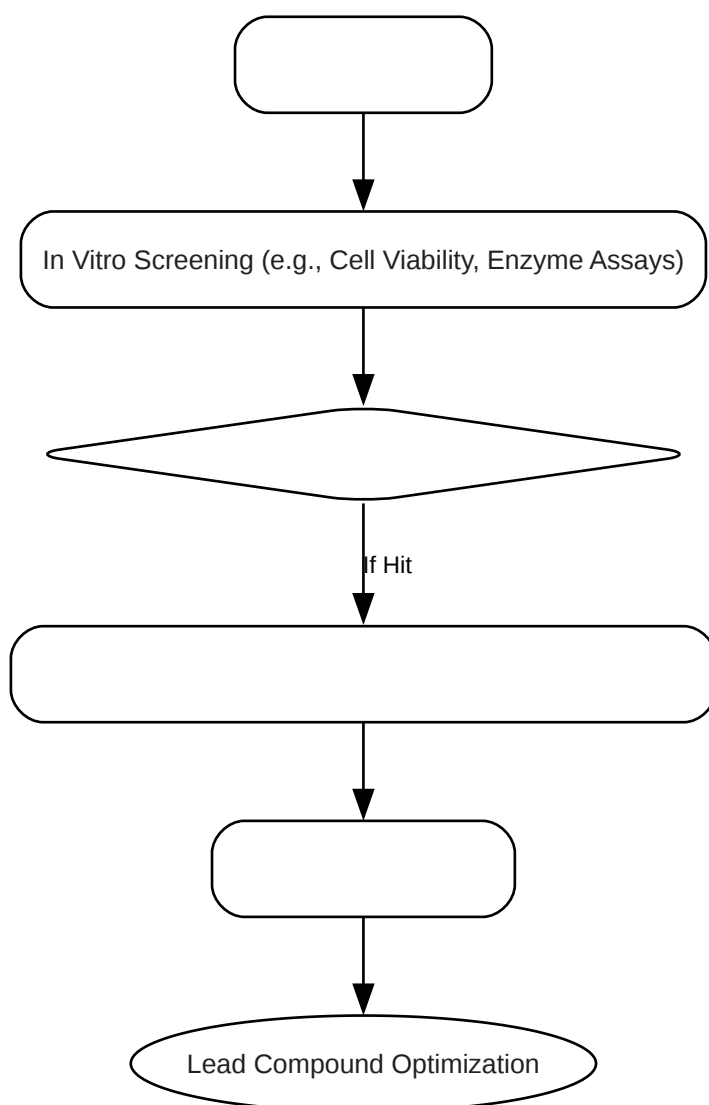 In Vitro Screening (e.g., Cell Viability, Enzyme Assays)
If Hit
Lead Compound Optimization